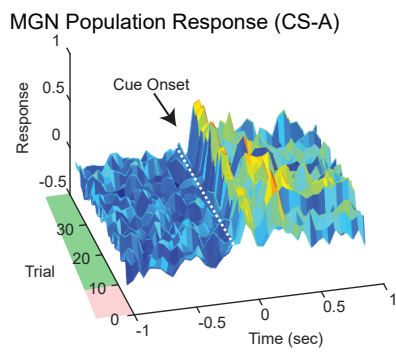 MGN Population Response (CS-A)
1
Cue Onset
0.5
Response
0
-0.5
30
20
Trial
10
0
-1
-0.5
0
0.5
1
Time (sec)